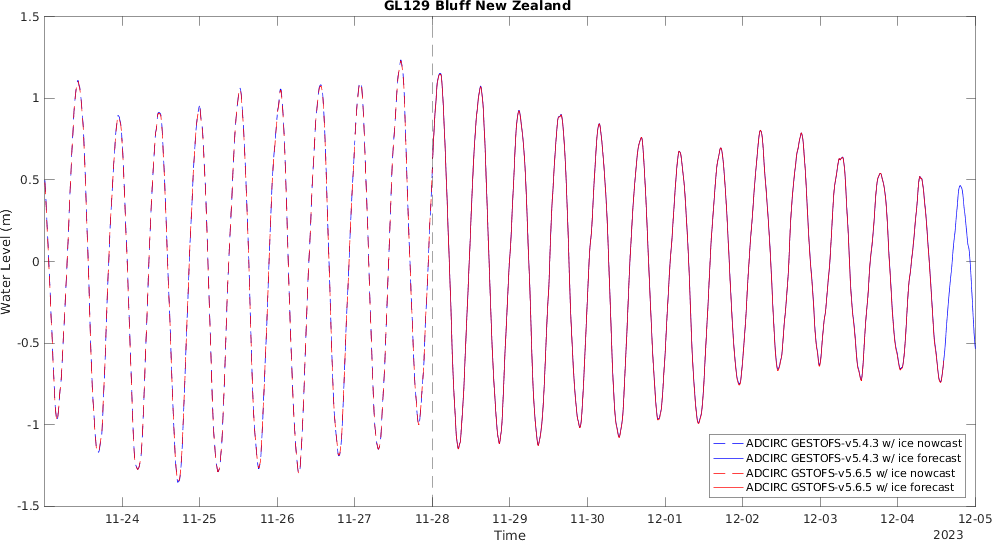 GL129 Bluff New Zealand
1.5
1
0.5
0
-0.5
-1
-1.5
Water Level (m)
ADCIRC GESTOFS-v5.4.3 w/ ice nowcast
ADCIRC GESTOFS-v5.4.3 w/ ice forecast
ADCIRC GSTOFS-v5.6.5 w/ ice nowcast
ADCIRC GSTOFS-v5.6.5 w/ ice forecast
11-24 11-25 11-26 11-27 11-28 11-29 11-30 12-01 12-02 12-03 12-04 12-05
Time
2023